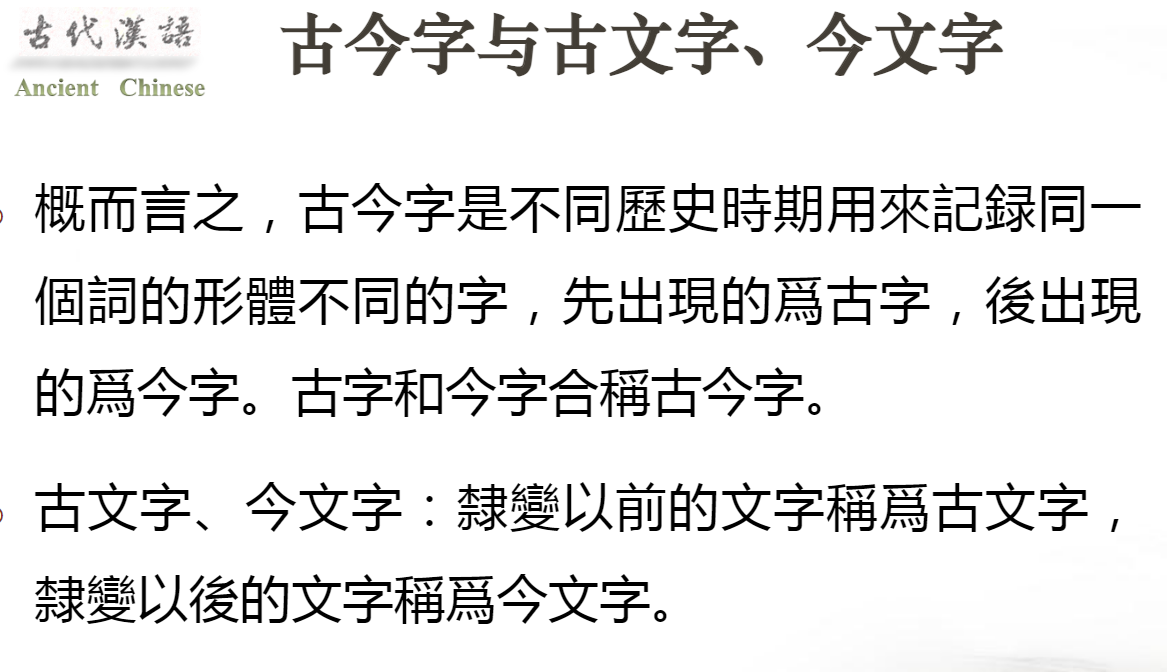 古代漢語
Ancient Chinese
古今字与古文字、今文字
概而言之，古今字是不同歷史時期用來記録同一
個詞的形體不同的字，先出現的爲古字，後出現
的爲今字。古字和今字合稱古今字。
古文字、今文字：隸變以前的文字稱爲古文字，
隸變以後的文字稱爲今文字。